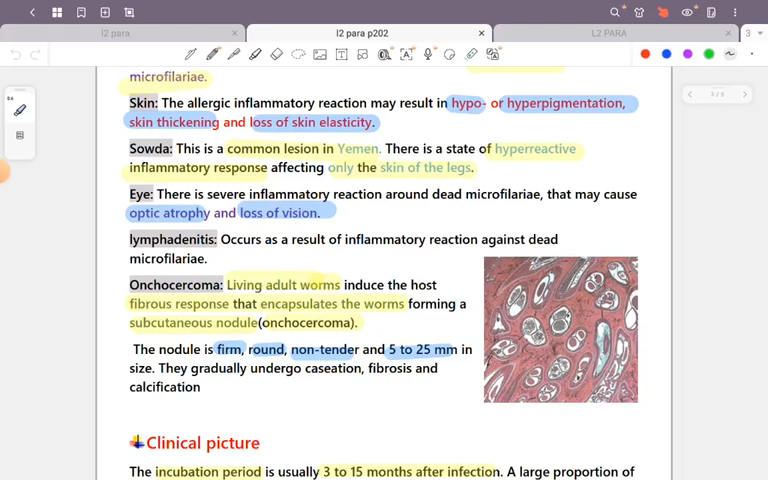 l2 para
l2 para p202
L2 PARA
3
0.6
3 / 8
microfilariae.
Skin: The allergic inflammatory reaction may result in hypo- or hyperpigmentation,
skin thickening and loss of skin elasticity.
Sowda: This is a common lesion in Yemen. There is a state of hyperreactive
inflammatory response affecting only the skin of the legs.
Eye: There is severe inflammatory reaction around dead microfilariae, that may cause
optic atrophy and loss of vision.
lymphadenitis: Occurs as a result of inflammatory reaction against dead
microfilariae.
Onchocercoma: Living adult worms induce the host
fibrous response that encapsulates the worms forming a
subcutaneous nodule(onchocercoma).
The nodule is firm, round, non-tender and 5 to 25 mm in
size. They gradually undergo caseation, fibrosis and
calcification
Clinical picture
The incubation period is usually 3 to 15 months after infection. A large proportion of